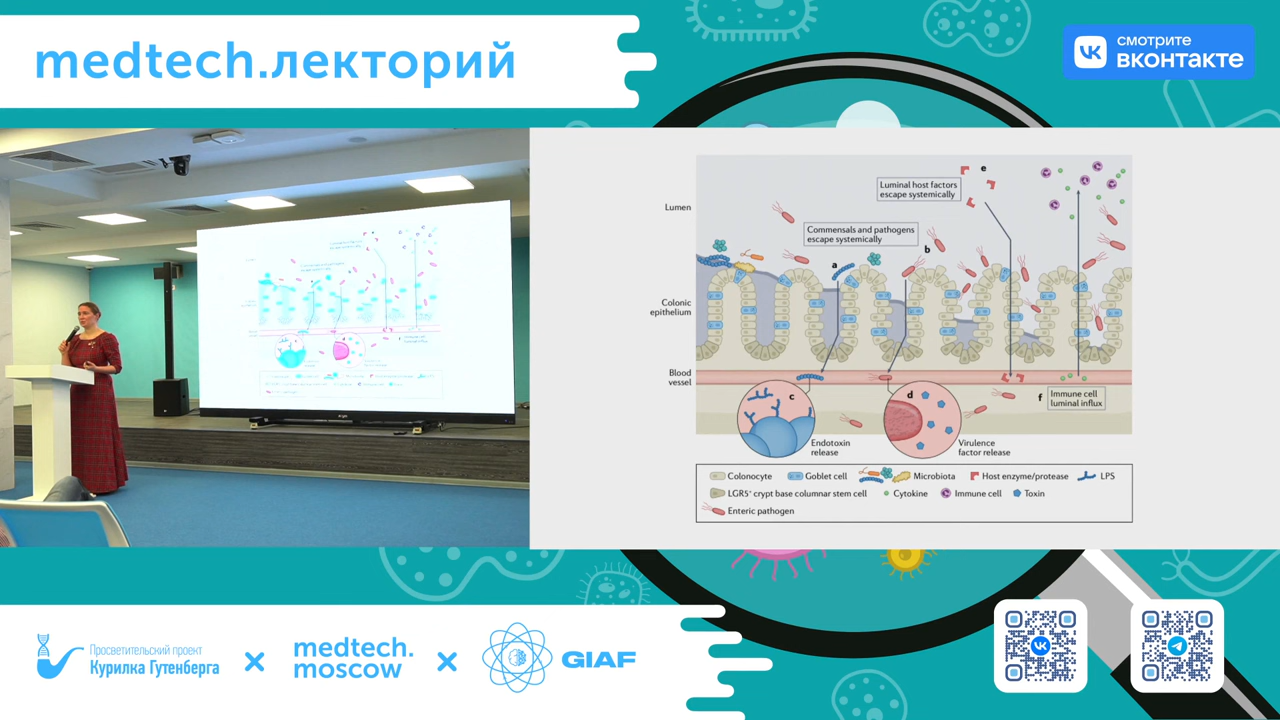 medtech.лекторий
смотрите
вконтакте
e
Luminal host factors
escape systemically
Lumen
Commensals and pathogens
escape systemically
b
a
Colonic
epithelium
Blood
vessel
c
d
f
Immune cell
luminal influx
Endotoxin
release
Virulence
factor release
Colonocyte
Goblet cell
Microbiota
Host enzyme/protease
LPS
LGR5+ crypt base columnar stem cell
Cytokine
Immune cell
Toxin
Enteric pathogen
Просветительский проект
Курилка Гутенберга
medtech.
moscow
GIAF